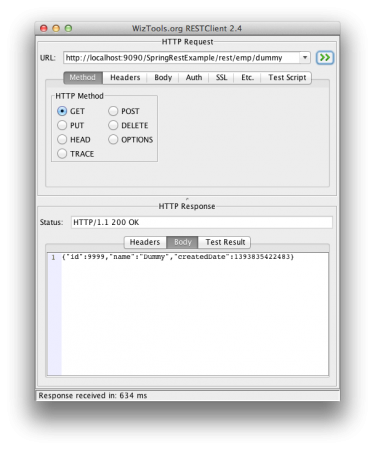 WizTools.org RESTClient 2.4
HTTP Request
URL: http://localhost:9090/SpringRestExample/rest/emp/dummy
Method Headers Body Auth SSL Etc. Test Script
HTTP Method
GET POST
PUT DELETE
HEAD OPTIONS
TRACE
HTTP Response
Status: HTTP/1.1 200 OK
Headers Body Test Result
1 {"id":9999,"name":"Dummy","createdDate":1393835422483}
Response received in: 634 ms